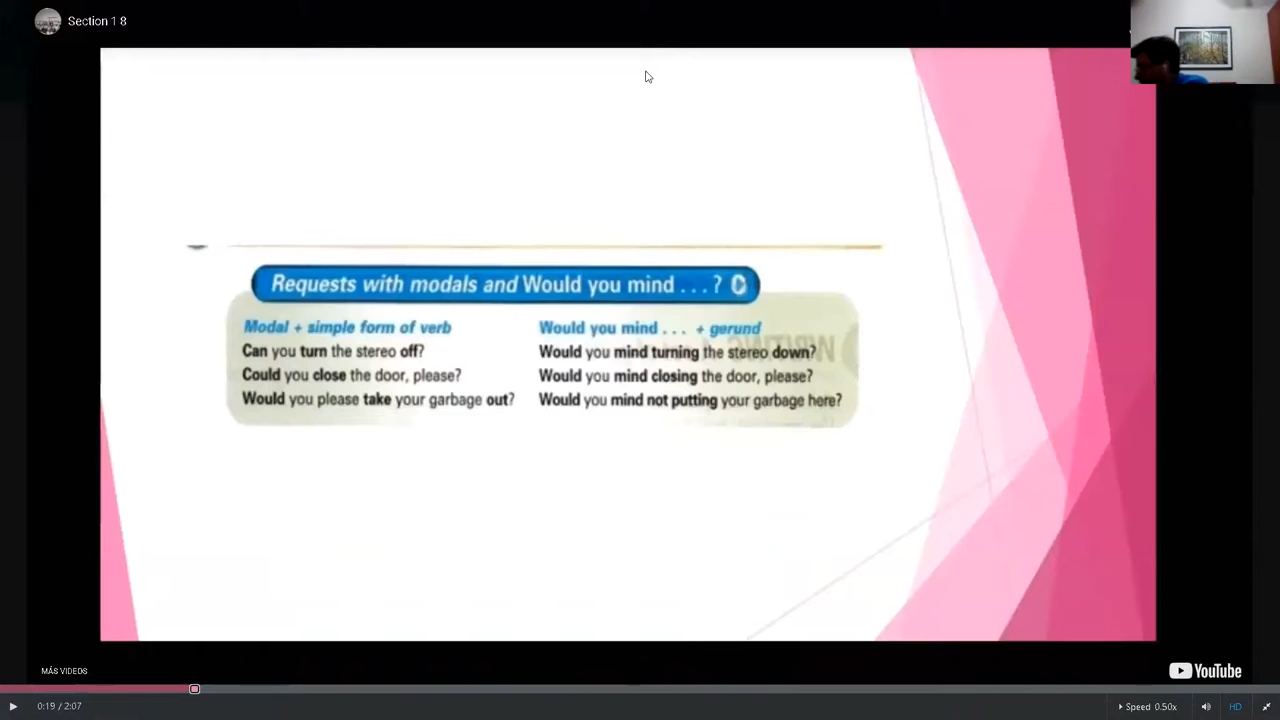 Section 1 8
Requests with modals and Would you mind . . . ?
Modal + simple form of verb
Can you turn the stereo off?
Could you close the door, please?
Would you please take your garbage out?
Would you mind . . . + gerund
Would you mind turning the stereo down?
Would you mind closing the door, please?
Would you mind not putting your garbage here?
MÁS VIDEOS
YouTube
0:19 / 2:07
Speed 0.50x
HD